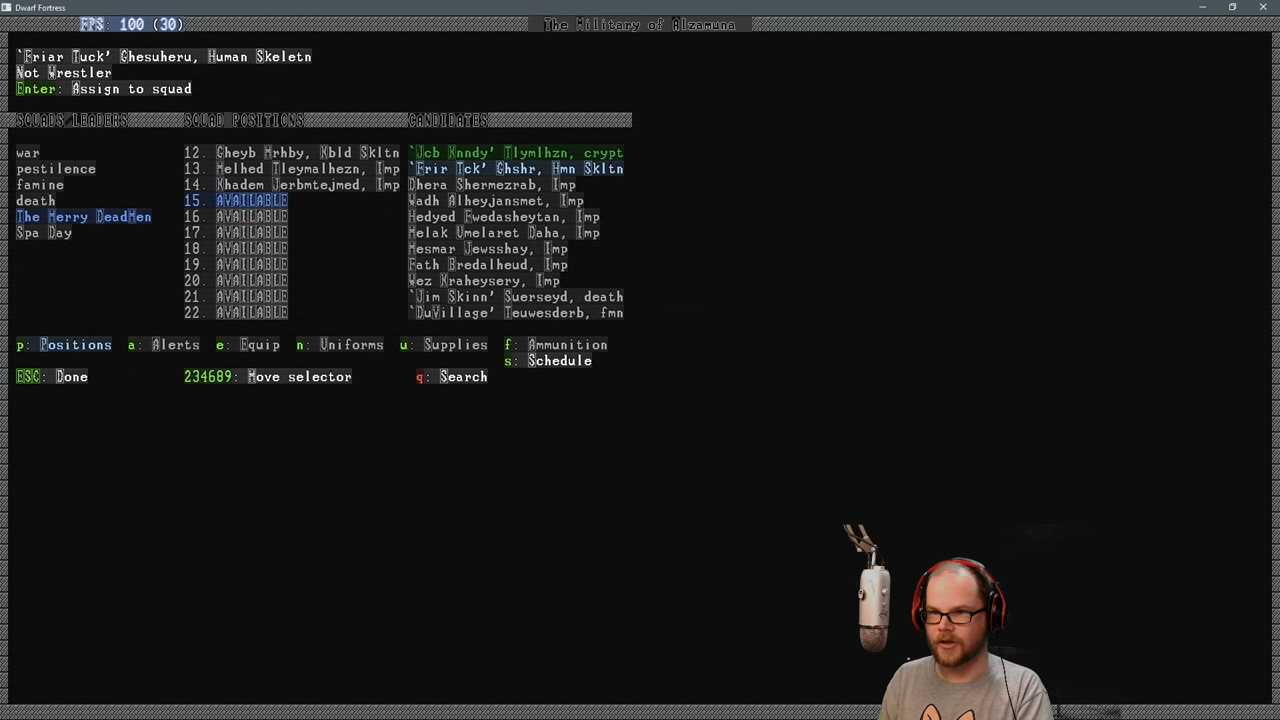 Dwarf Fortress
FPS: 100 (30)
The Military of Alzamuna
`Friar Tuck' Ghesuheru, Human Skeletn
Not Wrestler
Enter: Assign to squad
SQUADS/LEADERS SQUAD POSITIONS CANDIDATES
war 12. Gheyb Mrhby, Kbld Skltn `Jcb Knndy' Tlymlhzn, crypt
pestilence 13. Melhed Tleymalhezn, Imp `Frir Tck' Ghshr, Hmn Skltn
famine 14. Khadem Jerbmtejmed, Imp Dhera Shermezrab, Imp
death 15. AVAILABLE Wadh Alheyjansmet, Imp
The Merry DeadMen 16. AVAILABLE Hedyed Fwedasheytan, Imp
Spa Day 17. AVAILABLE Melak Umelaret Daha, Imp
18. AVAILABLE Mesmar Jewsshay, Imp
19. AVAILABLE Fath Bredalheud, Imp
20. AVAILABLE Wez Kraheysery, Imp
21. AVAILABLE `Jim Skinn' Suerseyd, death
22. AVAILABLE `DuVillage' Teuwesderb, fmn
p: Positions a: Alerts e: Equip n: Uniforms u: Supplies f: Ammunition
s: Schedule
ESC: Done 234689: Move selector q: Search